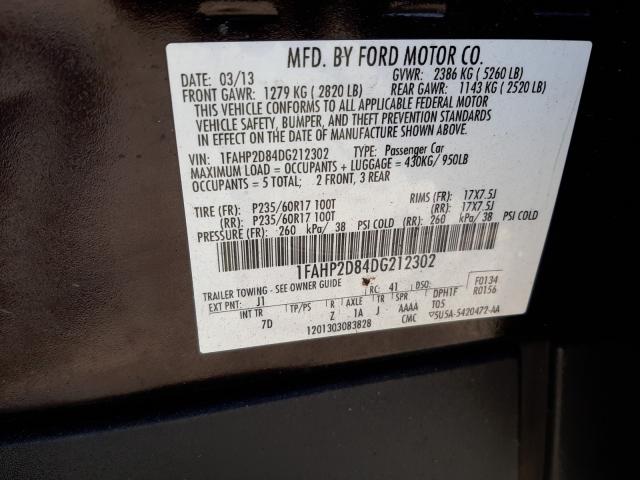 MFD. BY FORD MOTOR CO.
DATE: 03/13 GVWR: 2386 KG ( 5260 LB)
FRONT GAWR: 1279 KG ( 2820 LB) REAR GAWR: 1143 KG ( 2520 LB)
THIS VEHICLE CONFORMS TO ALL APPLICABLE FEDERAL MOTOR
VEHICLE SAFETY, BUMPER, AND THEFT PREVENTION STANDARDS
IN EFFECT ON THE DATE OF MANUFACTURE SHOWN ABOVE.
VIN: 1FAHP2D84DG212302 TYPE: Passenger Car
MAXIMUM LOAD = OCCUPANTS + LUGGAGE = 430KG/ 950LB
OCCUPANTS = 5 TOTAL; 2 FRONT, 3 REAR
TIRE (FR): P235/60R17 100T RIMS (FR): 17X7.5J
(RR): P235/60R17 100T (RR): 17X7.5J
PRESSURE (FR): 260 kPa/ 38 PSI COLD (RR): 260 kPa/ 38 PSI COLD
1FAHP2D84DG212302
TRAILER TOWING - SEE OWNER GUIDE RC: 41 DSO: F0134
EXT PNT: J1 R0156
INT TR TP/PS R AXLE TR SPR DPHTF
7D Z 1A J AAAA TO5
1201303083828 CMC ▽5U5A-5420472-AA